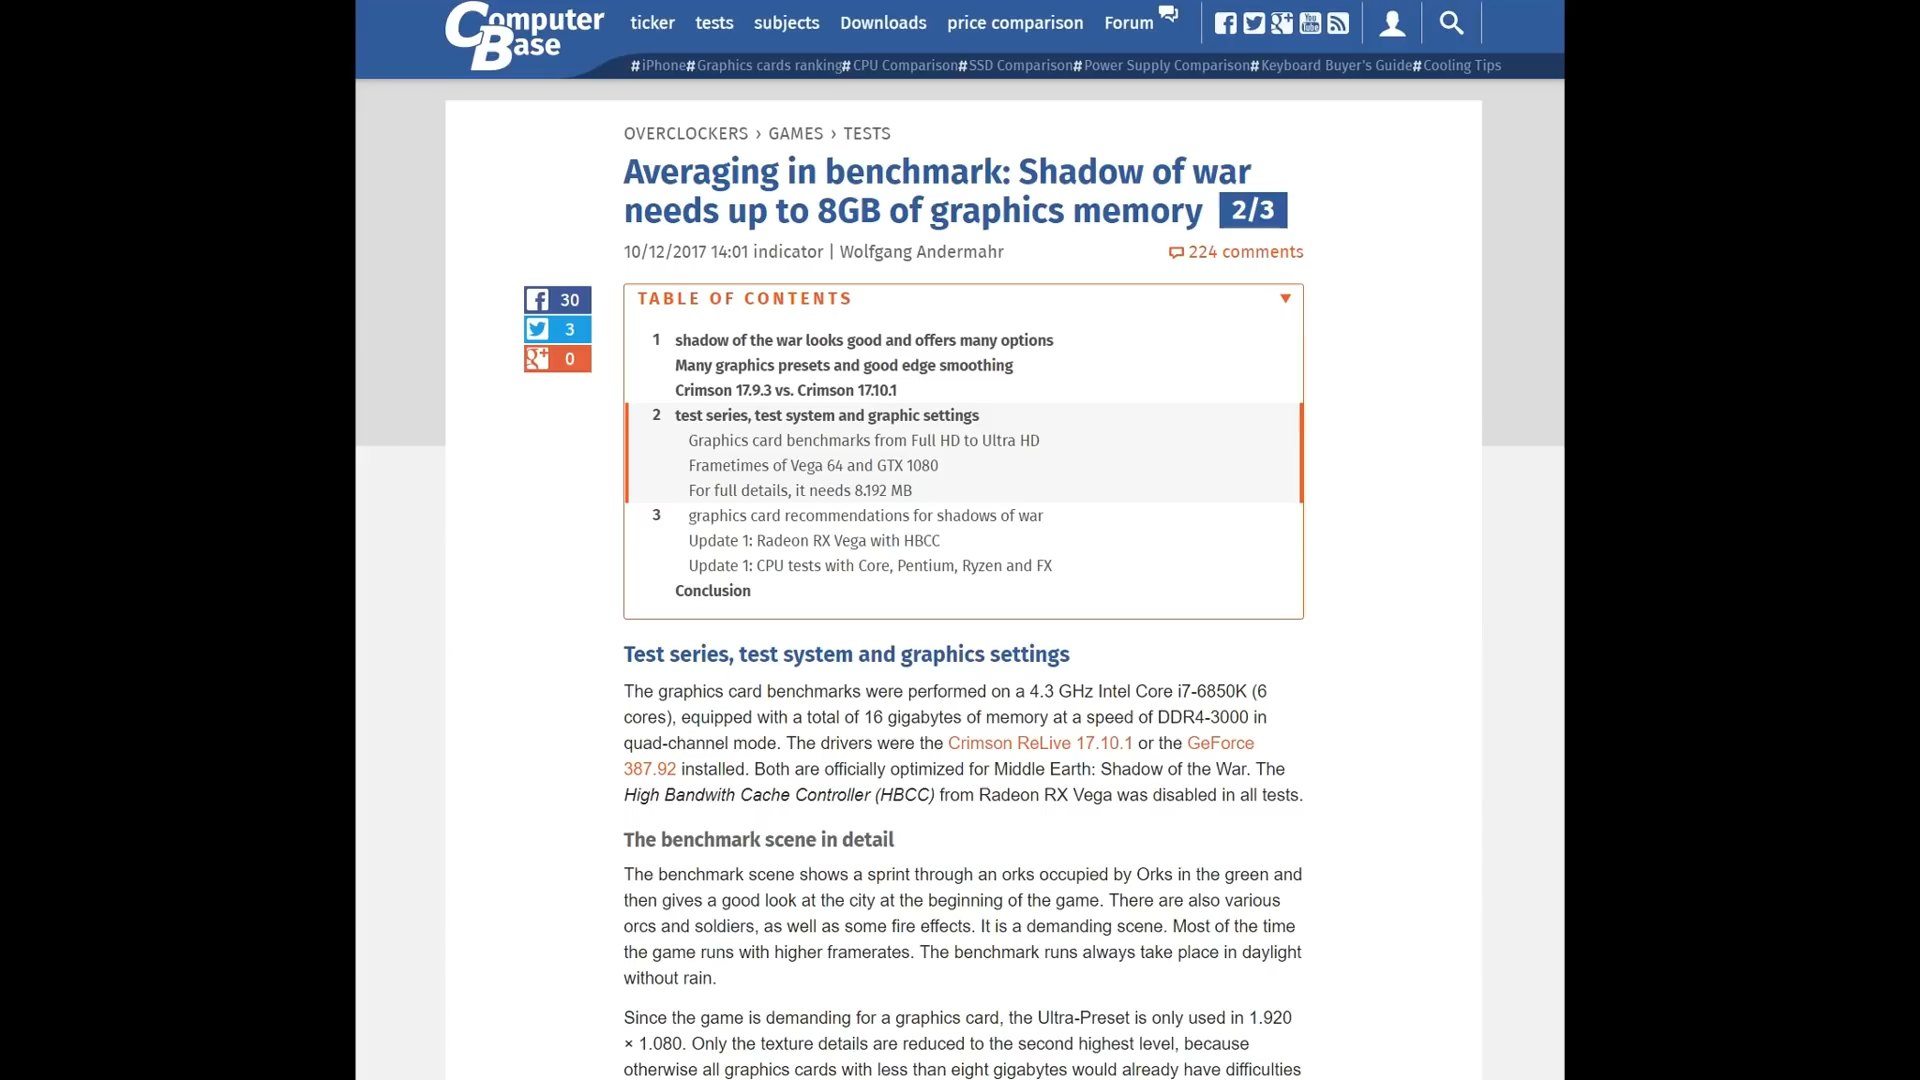 Computer Base
ticker tests subjects Downloads price comparison Forum
#iPhone# Graphics cards ranking# CPU Comparison# SSD Comparison# Power Supply Comparison# Keyboard Buyer's Guide# Cooling Tips
OVERCLOCKERS › GAMES › TESTS
Averaging in benchmark: Shadow of war
needs up to 8GB of graphics memory 2/3
10/12/2017 14:01 indicator | Wolfgang Andermahr 224 comments
30
3
0
TABLE OF CONTENTS
1 shadow of the war looks good and offers many options
Many graphics presets and good edge smoothing
Crimson 17.9.3 vs. Crimson 17.10.1
2 test series, test system and graphic settings
Graphics card benchmarks from Full HD to Ultra HD
Frametimes of Vega 64 and GTX 1080
For full details, it needs 8.192 MB
3 graphics card recommendations for shadows of war
Update 1: Radeon RX Vega with HBCC
Update 1: CPU tests with Core, Pentium, Ryzen and FX
Conclusion
Test series, test system and graphics settings
The graphics card benchmarks were performed on a 4.3 GHz Intel Core i7-6850K (6
cores), equipped with a total of 16 gigabytes of memory at a speed of DDR4-3000 in
quad-channel mode. The drivers were the Crimson ReLive 17.10.1 or the GeForce
387.92 installed. Both are officially optimized for Middle Earth: Shadow of the War. The
High Bandwith Cache Controller (HBCC) from Radeon RX Vega was disabled in all tests.
The benchmark scene in detail
The benchmark scene shows a sprint through an orks occupied by Orks in the green and
then gives a good look at the city at the beginning of the game. There are also various
orcs and soldiers, as well as some fire effects. It is a demanding scene. Most of the time
the game runs with higher framerates. The benchmark runs always take place in daylight
without rain.
Since the game is demanding for a graphics card, the Ultra-Preset is only used in 1.920
× 1.080. Only the texture details are reduced to the second highest level, because
otherwise all graphics cards with less than eight gigabytes would already have difficulties